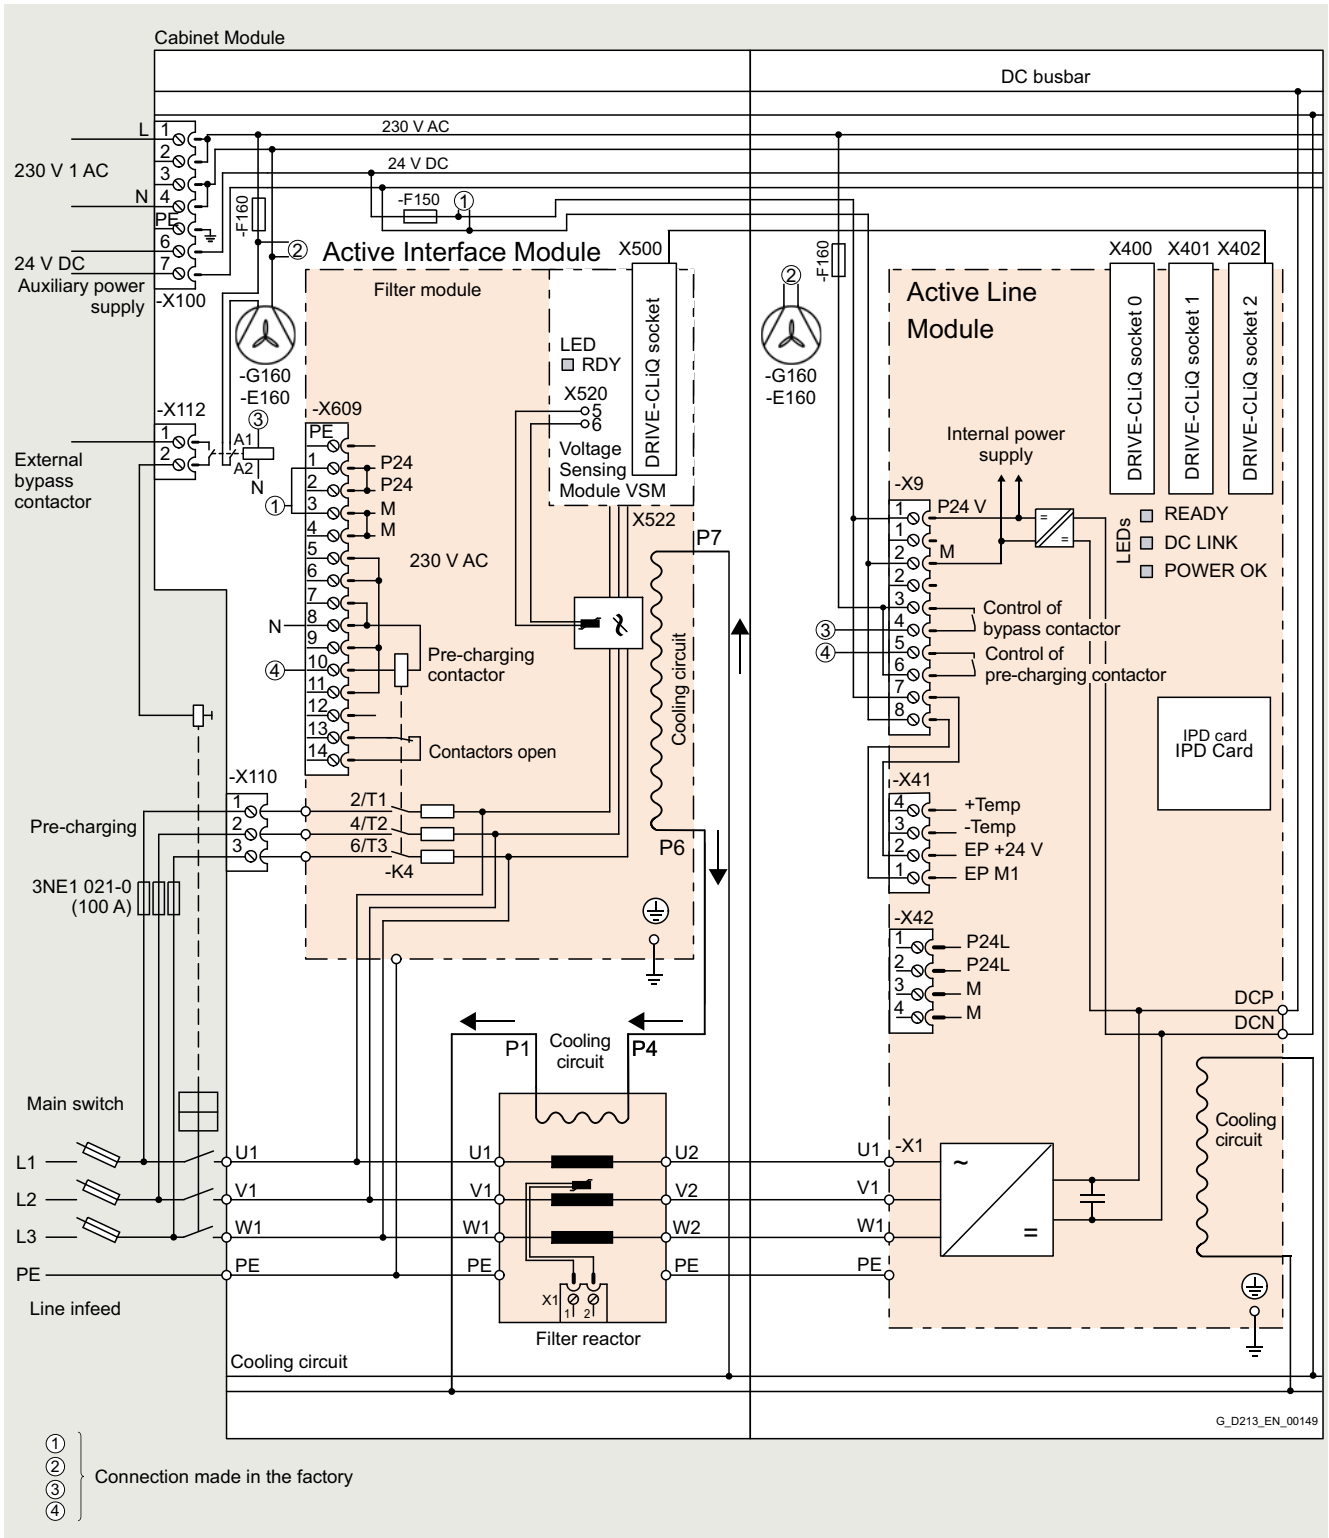 Cabinet Module
DC busbar
L
1
2
3
4
PE
6
7
-X100
230 V 1 AC
N
24 V DC
Auxiliary power
supply
230 V AC
24 V DC
-F160
-F150
1
2
-G160
-E160
Active Interface Module
Filter module
X500
DRIVE-CLiQ socket
LED
RDY
X520
5
6
Voltage
Sensing
Module VSM
X522
-X112
1
2
External
bypass
contactor
3
A1
A2
N
-X609
PE
1
2
3
4
5
6
7
8
9
10
11
12
13
14
P24
P24
M
M
1
N
4
230 V AC
Pre-charging
contactor
Contactors open
P7
Cooling circuit
P6
-X110
1
2
3
2/T1
4/T2
6/T3
-K4
Pre-charging
3NE1 021-0
(100 A)
-F160
2
-G160
-E160
Active Line
Module
X400
X401
X402
DRIVE-CLiQ socket 0
DRIVE-CLiQ socket 1
DRIVE-CLiQ socket 2
Internal power
supply
LEDs
READY
DC LINK
POWER OK
-X9
1
1
2
2
3
4
5
6
7
8
P24 V
M
3
4
Control of
bypass contactor
Control of
pre-charging contactor
IPD card
IPD Card
-X41
4
3
2
1
+Temp
-Temp
EP +24 V
EP M1
-X42
1
2
3
4
P24L
P24L
M
M
DCP
DCN
Cooling
circuit
P1
Cooling
circuit
P4
Main switch
L1
L2
L3
PE
Line infeed
U1
V1
W1
PE
U1
V1
W1
PE
X1
1
2
Filter reactor
U2
V2
W2
PE
U1
V1
W1
PE
-X1
~
=
Cooling circuit
G_D213_EN_00149
1
2
3
4
Connection made in the factory